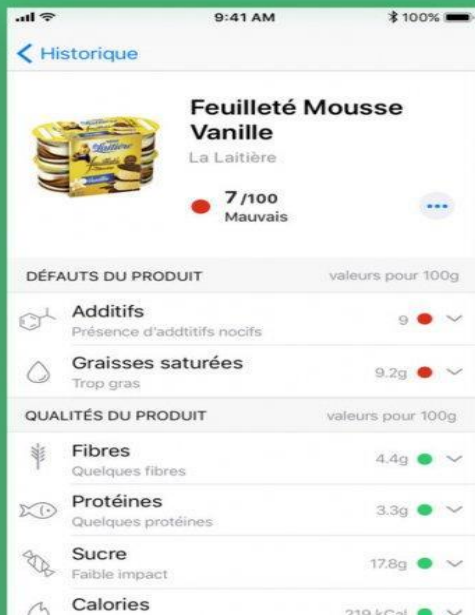 9:41 AM 100%
Historique
Feuilleté Mousse
Vanille
La Laitière
7/100
Mauvais
DÉFAUTS DU PRODUIT valeurs pour 100g
Additifs
9
Présence d'addtitifs nocifs
Graisses saturées
9.2g
Trop gras
QUALITÉS DU PRODUIT valeurs pour 100g
Fibres
4.4g
Quelques fibres
Protéines
3.3g
Quelques protéines
Sucre
17.8g
Faible impact
Calories
219 kCal